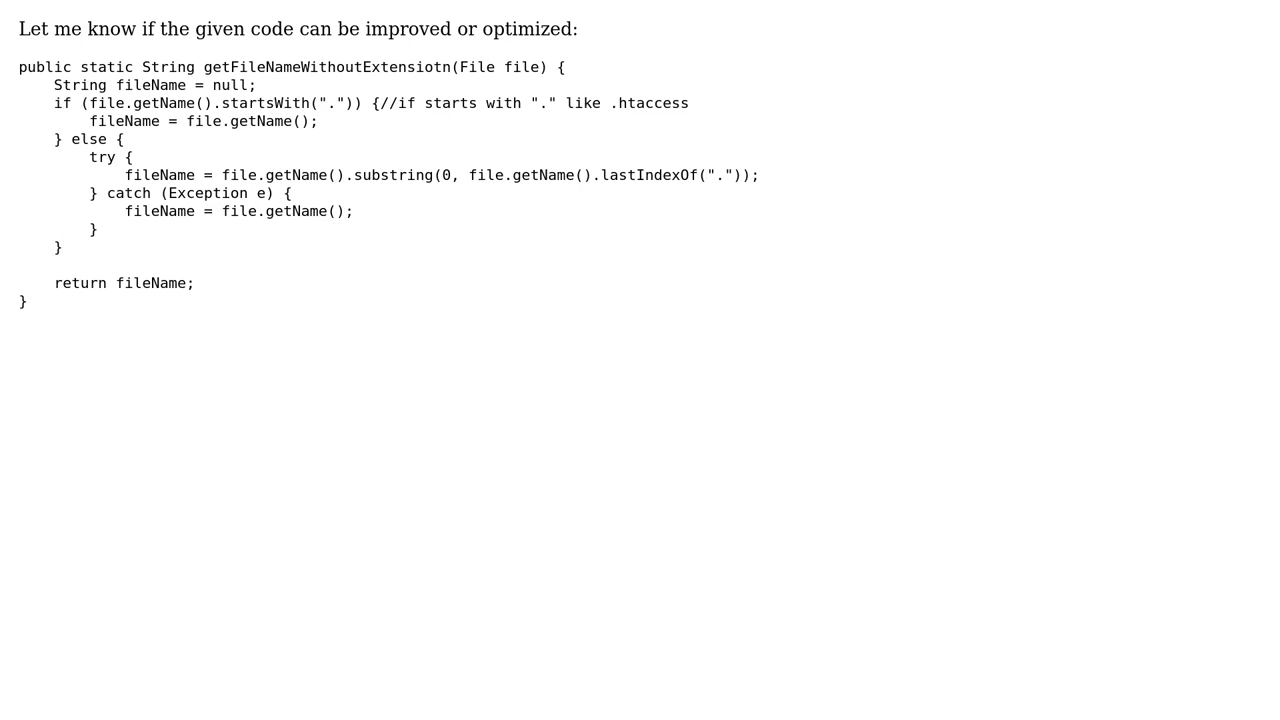 Let me know if the given code can be improved or optimized:
public static String getFileNameWithoutExtensiotn(File file) {
    String fileName = null;
    if (file.getName().startsWith(".")) {//if starts with "." like .htaccess
        fileName = file.getName();
    } else {
        try {
            fileName = file.getName().substring(0, file.getName().lastIndexOf("."));
        } catch (Exception e) {
            fileName = file.getName();
        }
    }

    return fileName;
}